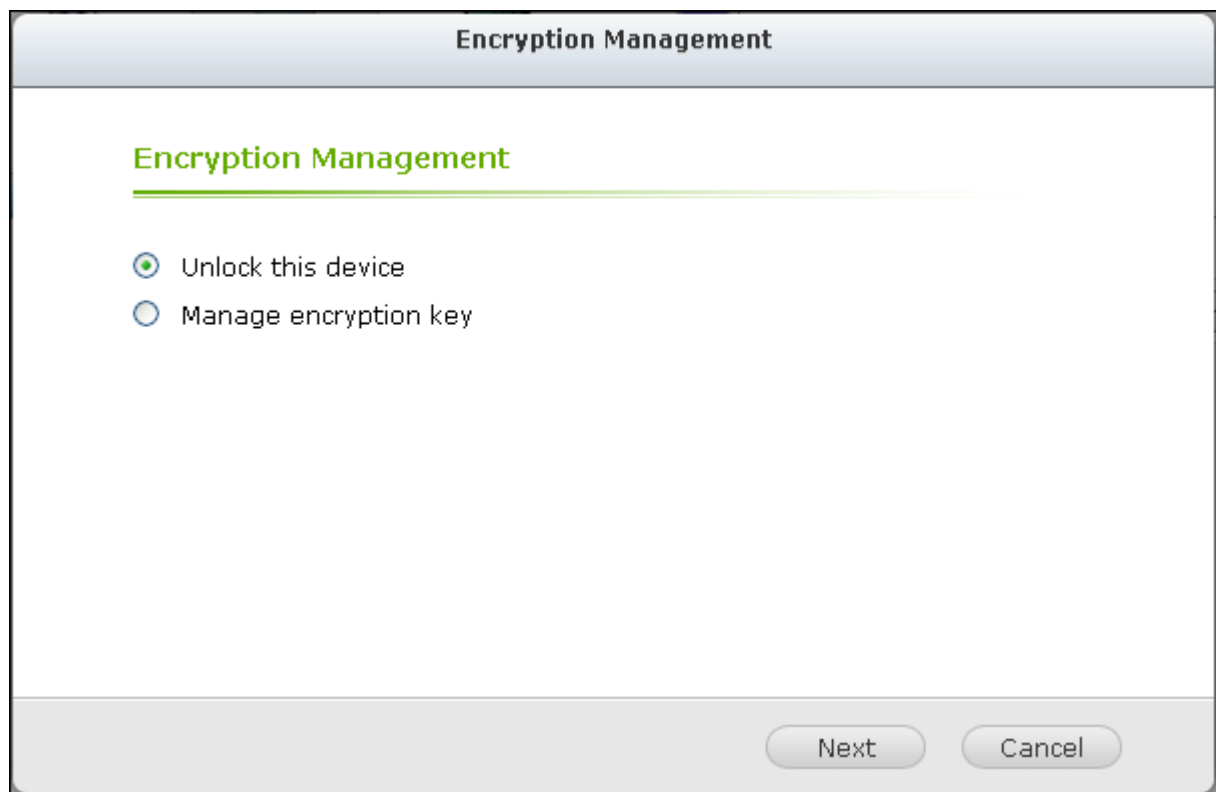 Encryption Management
Encryption Management
Unlock this device
Manage encryption key
Next Cancel